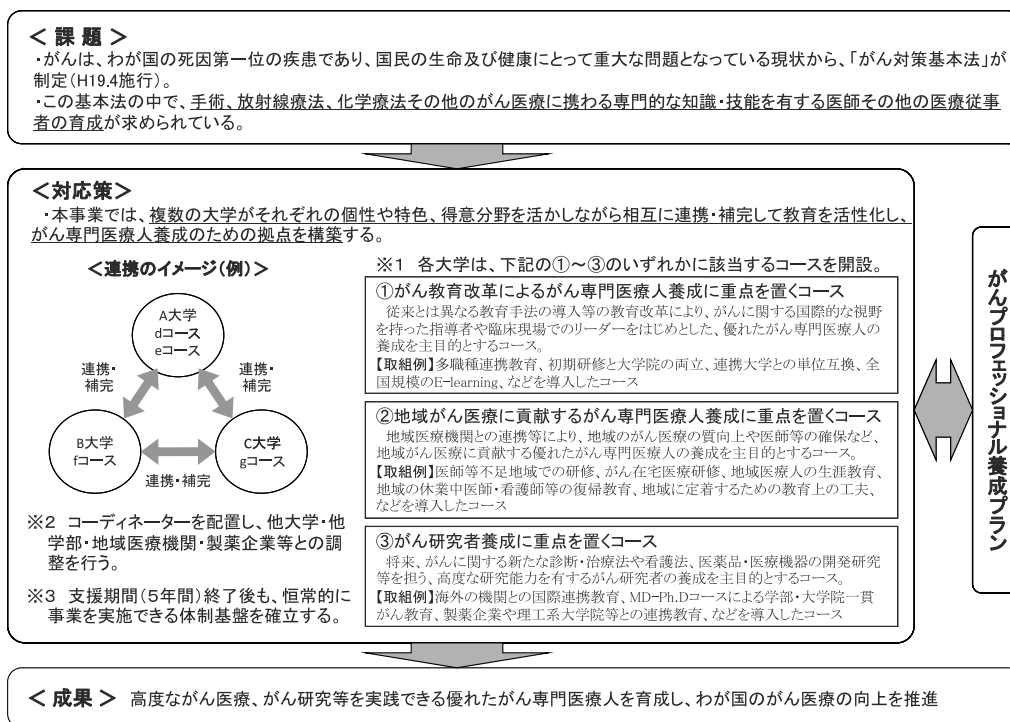 ＜ 課 題 ＞
・がんは、わが国の死因第一位の疾患であり、国民の生命及び健康にとって重大な問題となっている現状から、「がん対策基本法」が
制定(H19.4施行)。
・この基本法の中で、手術、放射線療法、化学療法その他のがん医療に携わる専門的な知識・技能を有する医師その他の医療従事
者の育成が求められている。
＜対応策＞
・本事業では、複数の大学がそれぞれの個性や特色、得意分野を活かしながら相互に連携・補完して教育を活性化し、
がん専門医療人養成のための拠点を構築する。
＜連携のイメージ(例)＞
A大学
dコース
eコース
連携・
補完
連携・
補完
B大学
fコース
C大学
gコース
連携・補完
※2 コーディネーターを配置し、他大学・他
学部・地域医療機関・製薬企業等との調
整を行う。
※3 支援期間(5年間)終了後も、恒常的に
事業を実施できる体制基盤を確立する。
※1 各大学は、下記の①～③のいずれかに該当するコースを開設。
①がん教育改革によるがん専門医療人養成に重点を置くコース
従来とは異なる教育手法の導入等の教育改革により、がんに関する国際的な視野
を持った指導者や臨床現場でのリーダーをはじめとした、優れたがん専門医療人の
養成を主目的とするコース。
【取組例】多職種連携教育、初期研修と大学院の両立、連携大学との単位互換、全
国規模のE-learning、などを導入したコース
②地域がん医療に貢献するがん専門医療人養成に重点を置くコース
地域医療機関との連携等により、地域のがん医療の質向上や医師等の確保など、
地域がん医療に貢献する優れたがん専門医療人の養成を主目的とするコース。
【取組例】医師等不足地域での研修、がん在宅医療研修、地域医療人の生涯教育、
地域の休業中医師・看護師等の復帰教育、地域に定着するための教育上の工夫、
などを導入したコース
③がん研究者養成に重点を置くコース
将来、がんに関する新たな診断・治療法や看護法、医薬品・医療機器の開発研究
等を担う、高度な研究能力を有するがん研究者の養成を主目的とするコース。
【取組例】海外の機関との国際連携教育、MD-Ph.Dコースによる学部・大学院一貫
がん教育、製薬企業や理工系大学院等との連携教育、などを導入したコース
がんプロフェッショナル養成プラン
＜ 成果 ＞ 高度ながん医療、がん研究等を実践できる優れたがん専門医療人を育成し、わが国のがん医療の向上を推進